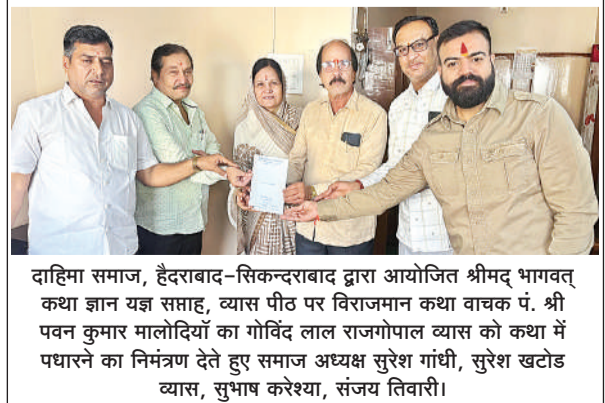 दाहिमा समाज, हैदराबाद-सिकन्दराबाद द्वारा आयोजित श्रीमद् भागवत्
कथा ज्ञान यज्ञ सप्ताह, व्यास पीठ पर विराजमान कथा वाचक पं. श्री
पवन कुमार मालोदियॉ का गोविंद लाल राजगोपाल व्यास को कथा में
पधारने का निमंत्रण देते हुए समाज अध्यक्ष सुरेश गांधी, सुरेश खटोड
व्यास, सुभाष करेश्या, संजय तिवारी।